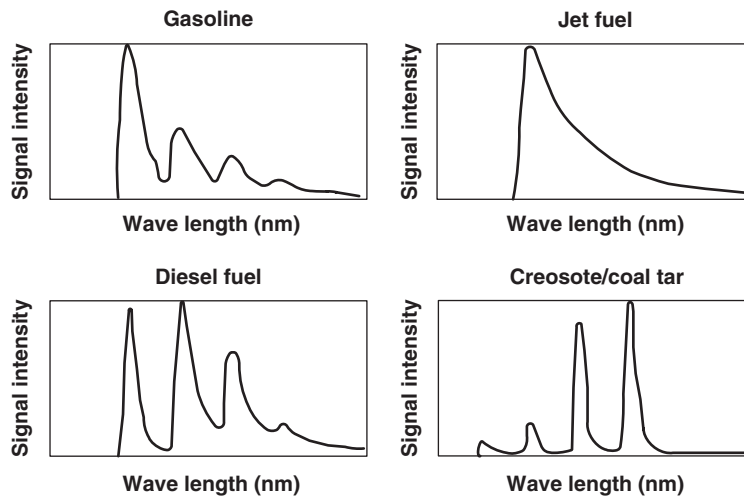 Gasoline
Signal intensity
Wave length (nm)
Jet fuel
Signal intensity
Wave length (nm)
Diesel fuel
Signal intensity
Wave length (nm)
Creosote/coal tar
Signal intensity
Wave length (nm)